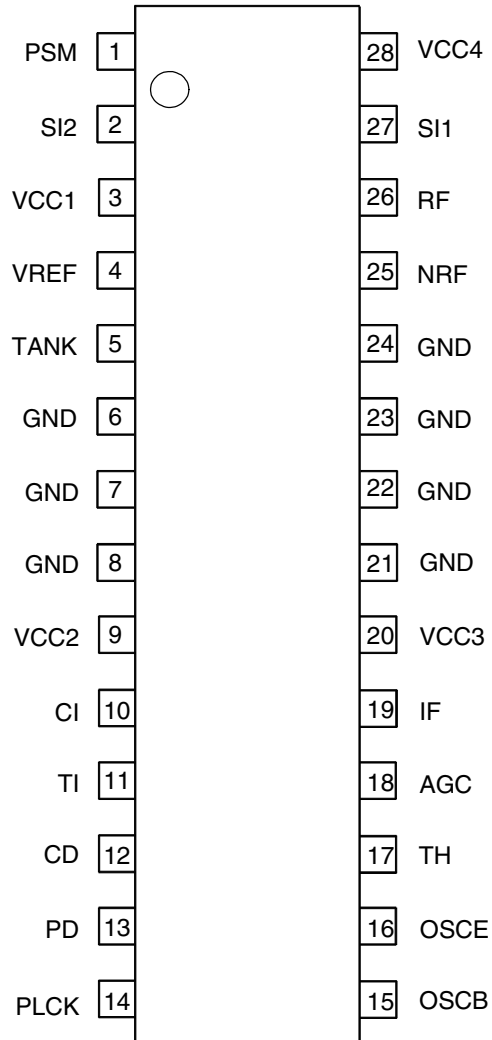 PSM 1 28 VCC4
SI2 2 27 SI1
VCC1 3 26 RF
VREF 4 25 NRF
TANK 5 24 GND
GND 6 23 GND
GND 7 22 GND
GND 8 21 GND
VCC2 9 20 VCC3
CI 10 19 IF
TI 11 18 AGC
CD 12 17 TH
PD 13 16 OSCE
PLCK 14 15 OSCB